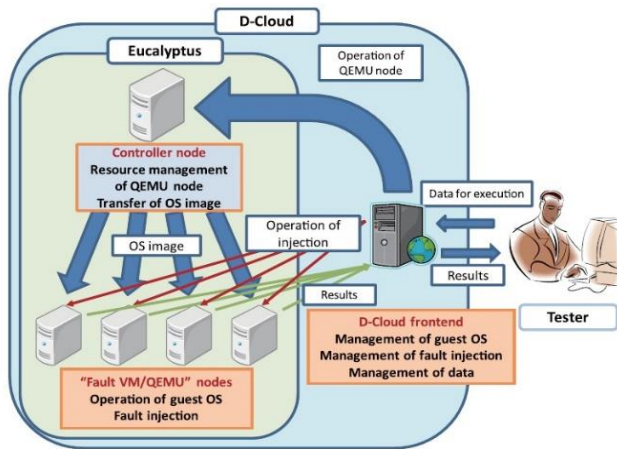 D-Cloud
Eucalyptus
Operation of
QEMU node
Controller node
Resource management
of QEMU node
Transfer of OS image
Data for execution
OS image
Operation of
injection
Results
Results
Tester
D-Cloud frontend
Management of guest OS
Management of fault injection
Management of data
“Fault VM/QEMU” nodes
Operation of guest OS
Fault injection